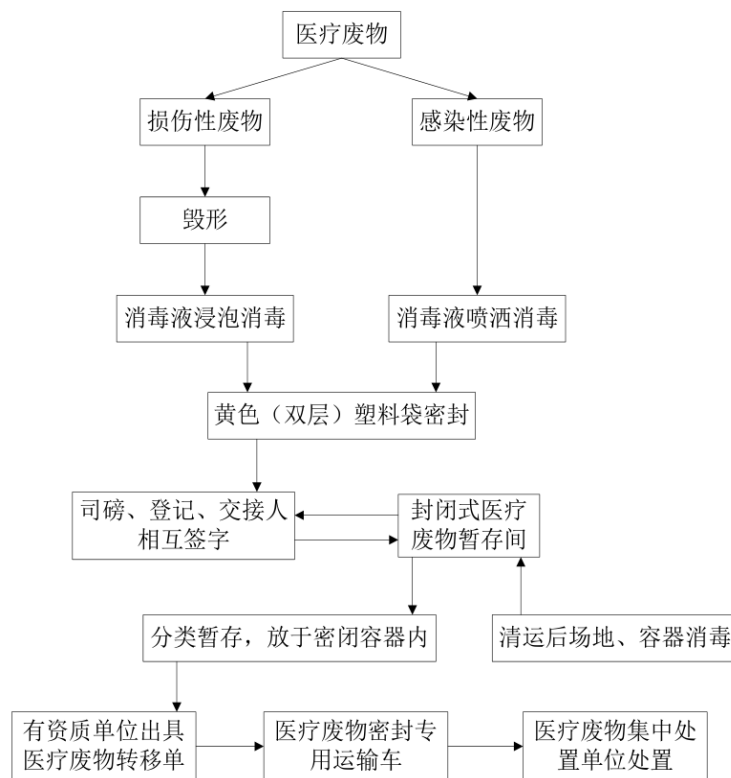 医疗废物
损伤性废物
感染性废物
毁形
消毒液浸泡消毒
消毒液喷洒消毒
黄色（双层）塑料袋密封
司磅、登记、交接人
相互签字
封闭式医疗
废物暂存间
分类暂存，放于密闭容器内
清运后场地、容器消毒
有资质单位出具
医疗废物转移单
医疗废物密封专
用运输车
医疗废物集中处
置单位处置